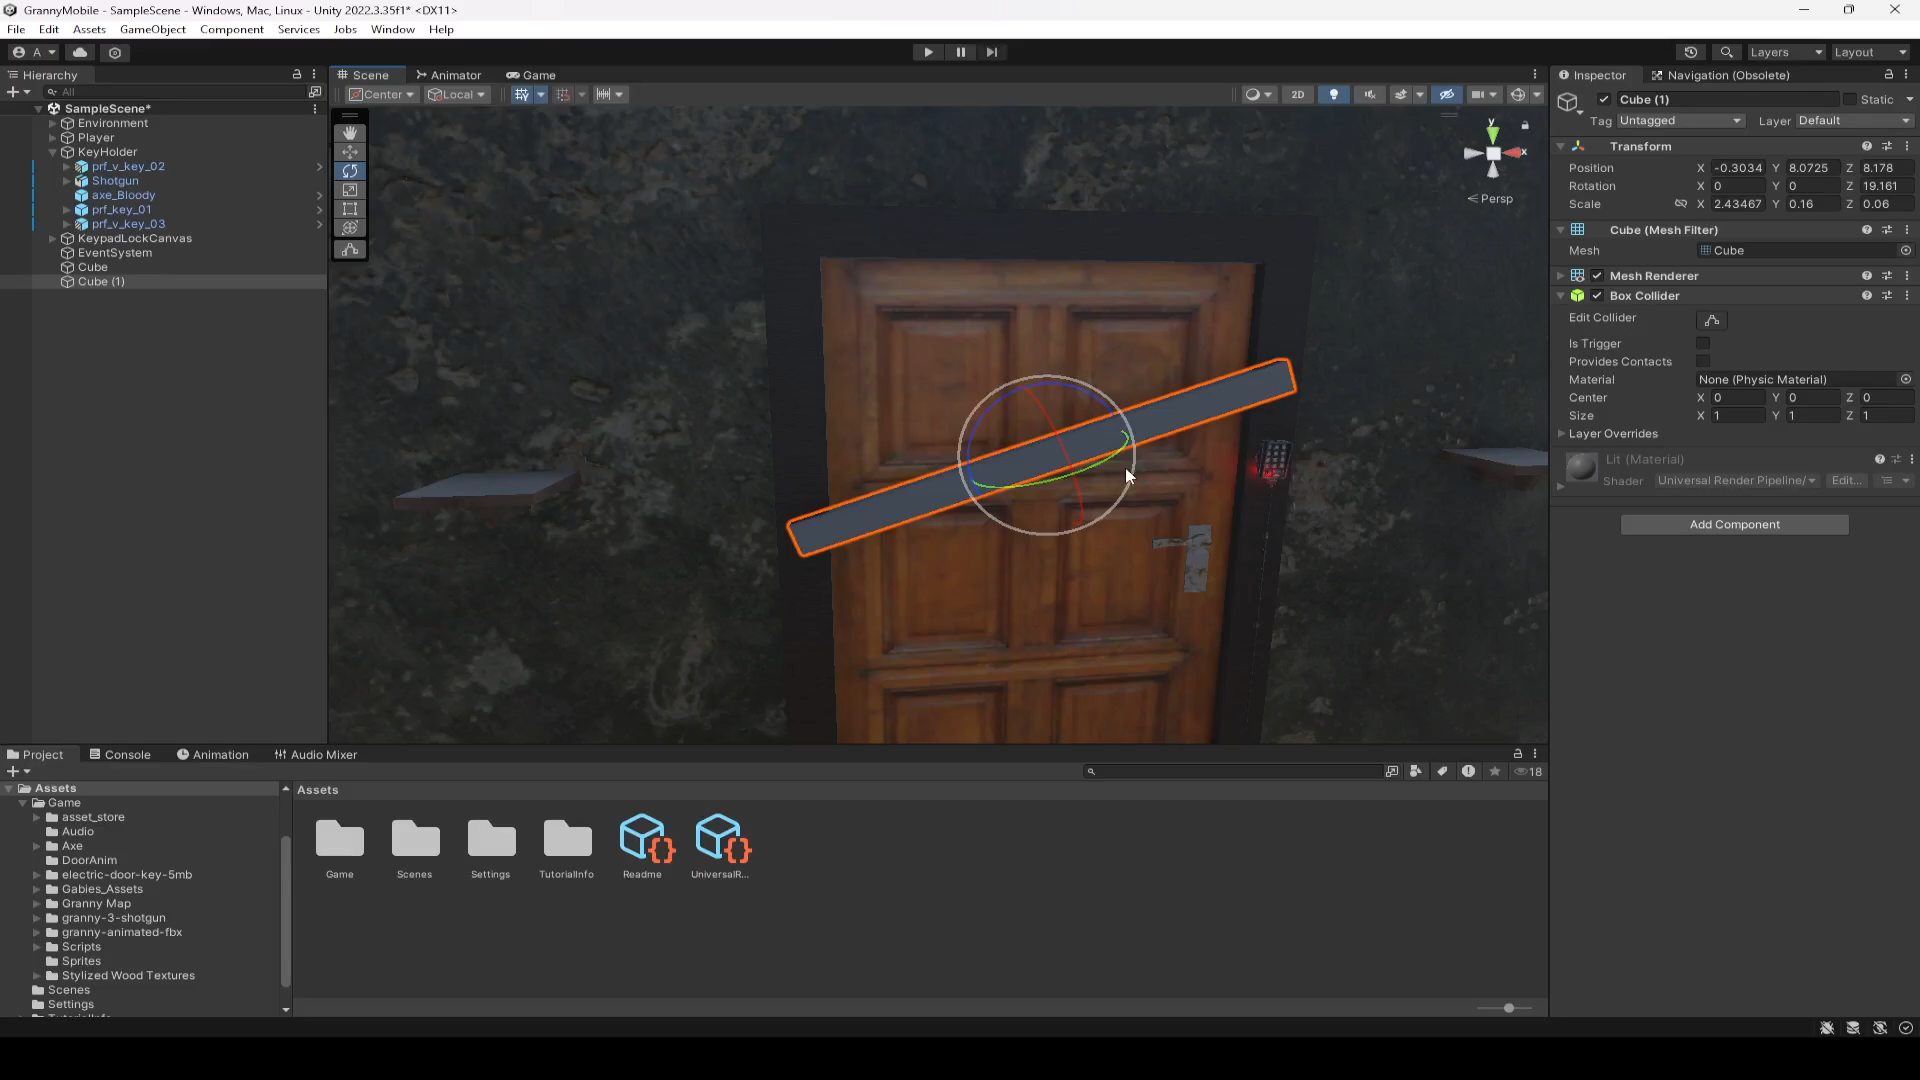 GrannyMobile - SampleScene - Windows, Mac, Linux - Unity 2022.3.35f1* <DX11>
File Edit Assets GameObject Component Services Jobs Window Help
A Layers Layout
Hierarchy
All
SampleScene*
Environment
Player
KeyHolder
prf_v_key_02
Shotgun
axe_Bloody
prf_key_01
prf_v_key_03
KeypadLockCanvas
EventSystem
Cube
Cube (1)
Scene Animator Game
Center Local 2D
y
x
Persp
Inspector Navigation (Obsolete)
Cube (1) Static
Tag Untagged Layer Default
Transform
Position X -0.3034 Y 8.0725 Z 8.178
Rotation X 0 Y 0 Z 19.161
Scale X 2.43467 Y 0.16 Z 0.06
Cube (Mesh Filter)
Mesh Cube
Mesh Renderer
Box Collider
Edit Collider
Is Trigger
Provides Contacts
Material None (Physic Material)
Center X 0 Y 0 Z 0
Size X 1 Y 1 Z 1
Layer Overrides
Lit (Material)
Shader Universal Render Pipeline/ Edit...
Add Component
Project Console Animation Audio Mixer
18
Assets
Game
asset_store
Audio
Axe
DoorAnim
electric-door-key-5mb
Gabies_Assets
Granny Map
granny-3-shotgun
granny-animated-fbx
Scripts
Sprites
Stylized Wood Textures
Scenes
Settings
Assets
Game Scenes Settings TutorialInfo Readme UniversalR...